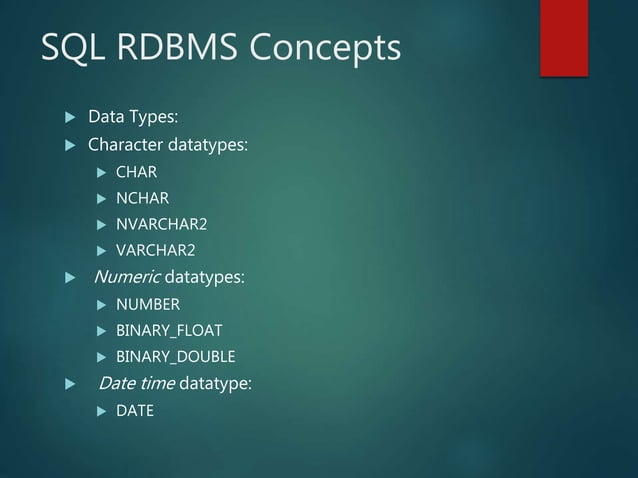 SQL RDBMS Concepts
Data Types:
Character datatypes:
CHAR
NCHAR
NVARCHAR2
VARCHAR2
Numeric datatypes:
NUMBER
BINARY_FLOAT
BINARY_DOUBLE
Date time datatype:
DATE